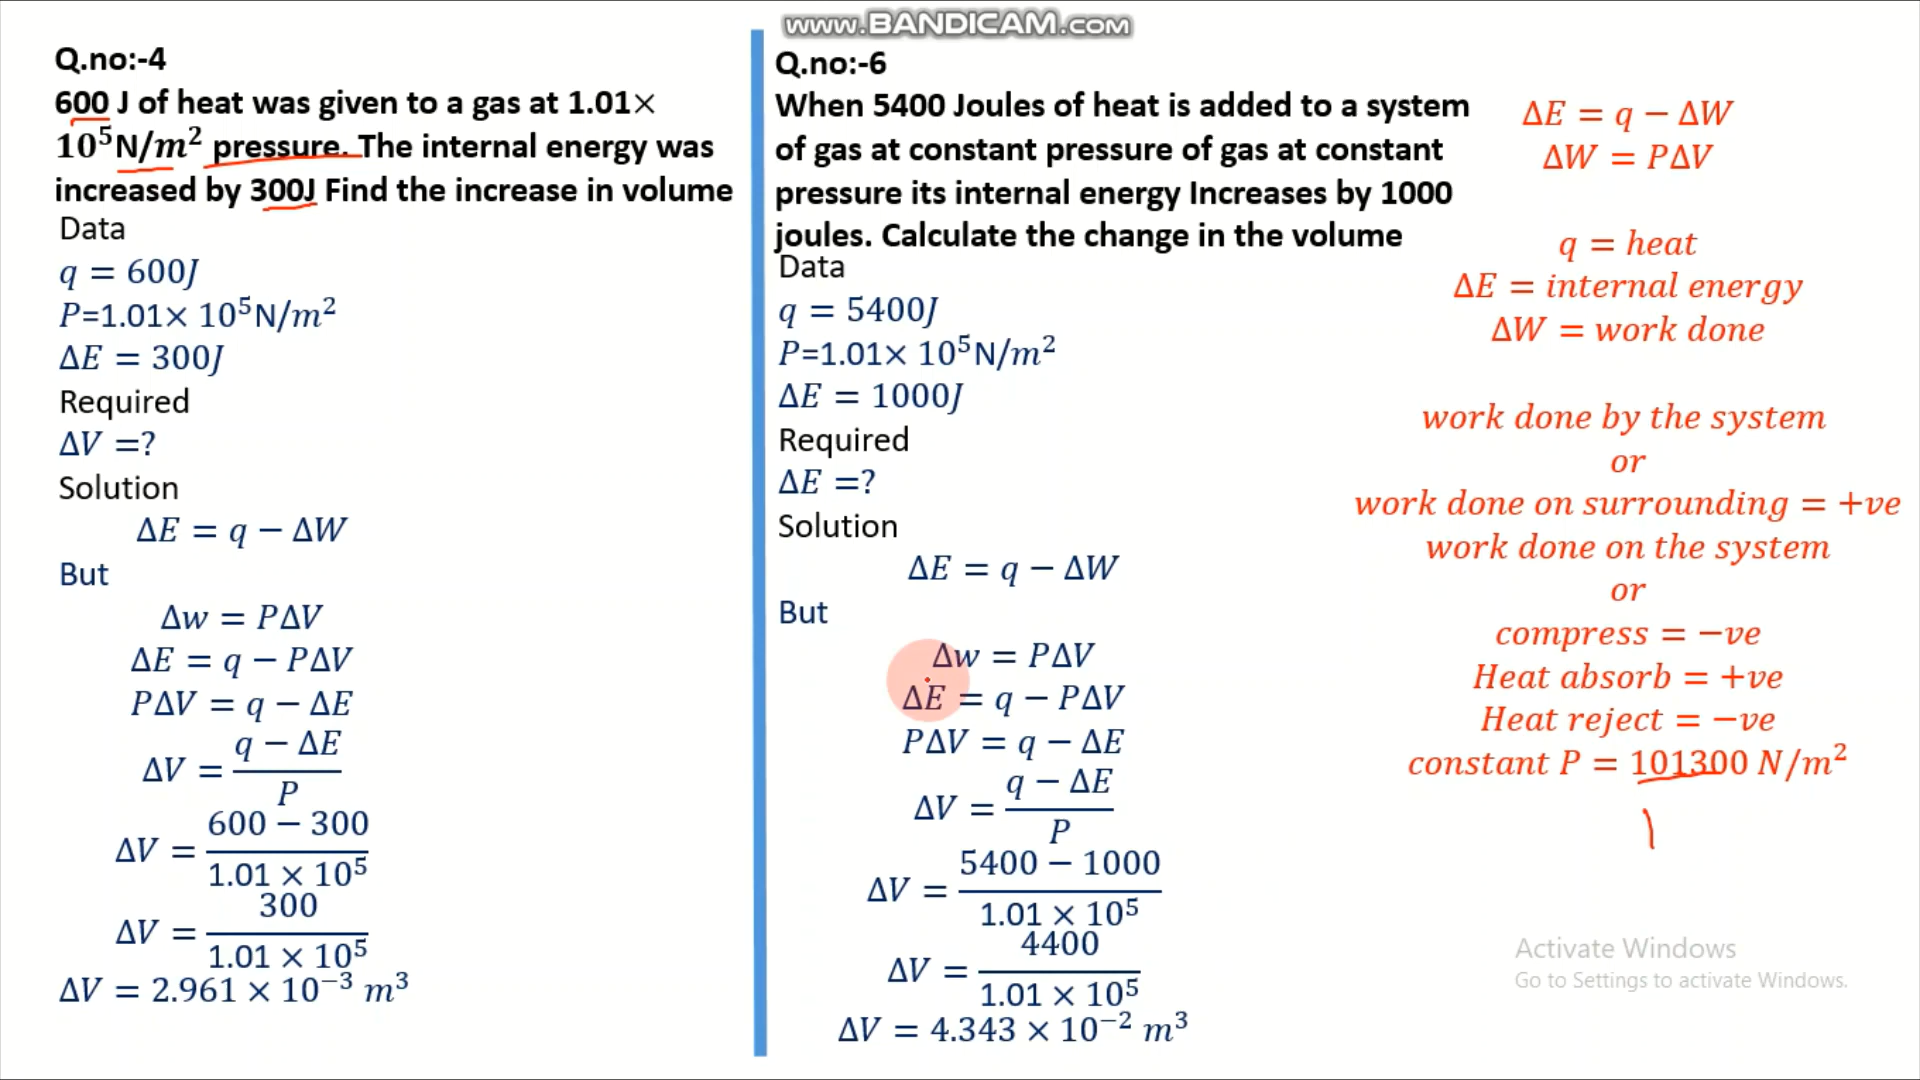 www.BANDICAM.com
Q.no:-4
600 J of heat was given to a gas at 1.01×
10⁵N/m² pressure. The internal energy was
increased by 300J Find the increase in volume
Data
q = 600J
P=1.01× 10⁵N/m²
ΔE = 300J
Required
ΔV =?
Solution
ΔE = q − ΔW
But
Δw = PΔV
ΔE = q − PΔV
PΔV = q − ΔE
ΔV = (q − ΔE)/P
ΔV = (600 − 300)/(1.01 × 10⁵)
ΔV = 300/(1.01 × 10⁵)
ΔV = 2.961 × 10⁻³ m³
Q.no:-6
When 5400 Joules of heat is added to a system
of gas at constant pressure of gas at constant
pressure its internal energy Increases by 1000
joules. Calculate the change in the volume
Data
q = 5400J
P=1.01× 10⁵N/m²
ΔE = 1000J
Required
ΔE =?
Solution
ΔE = q − ΔW
But
Δw = PΔV
ΔE = q − PΔV
PΔV = q − ΔE
ΔV = (q − ΔE)/P
ΔV = (5400 − 1000)/(1.01 × 10⁵)
ΔV = 4400/(1.01 × 10⁵)
ΔV = 4.343 × 10⁻² m³
ΔE = q − ΔW
ΔW = PΔV
q = heat
ΔE = internal energy
ΔW = work done
work done by the system
or
work done on surrounding = +ve
work done on the system
or
compress = −ve
Heat absorb = +ve
Heat reject = −ve
constant P = 101300 N/m²
Activate Windows
Go to Settings to activate Windows.